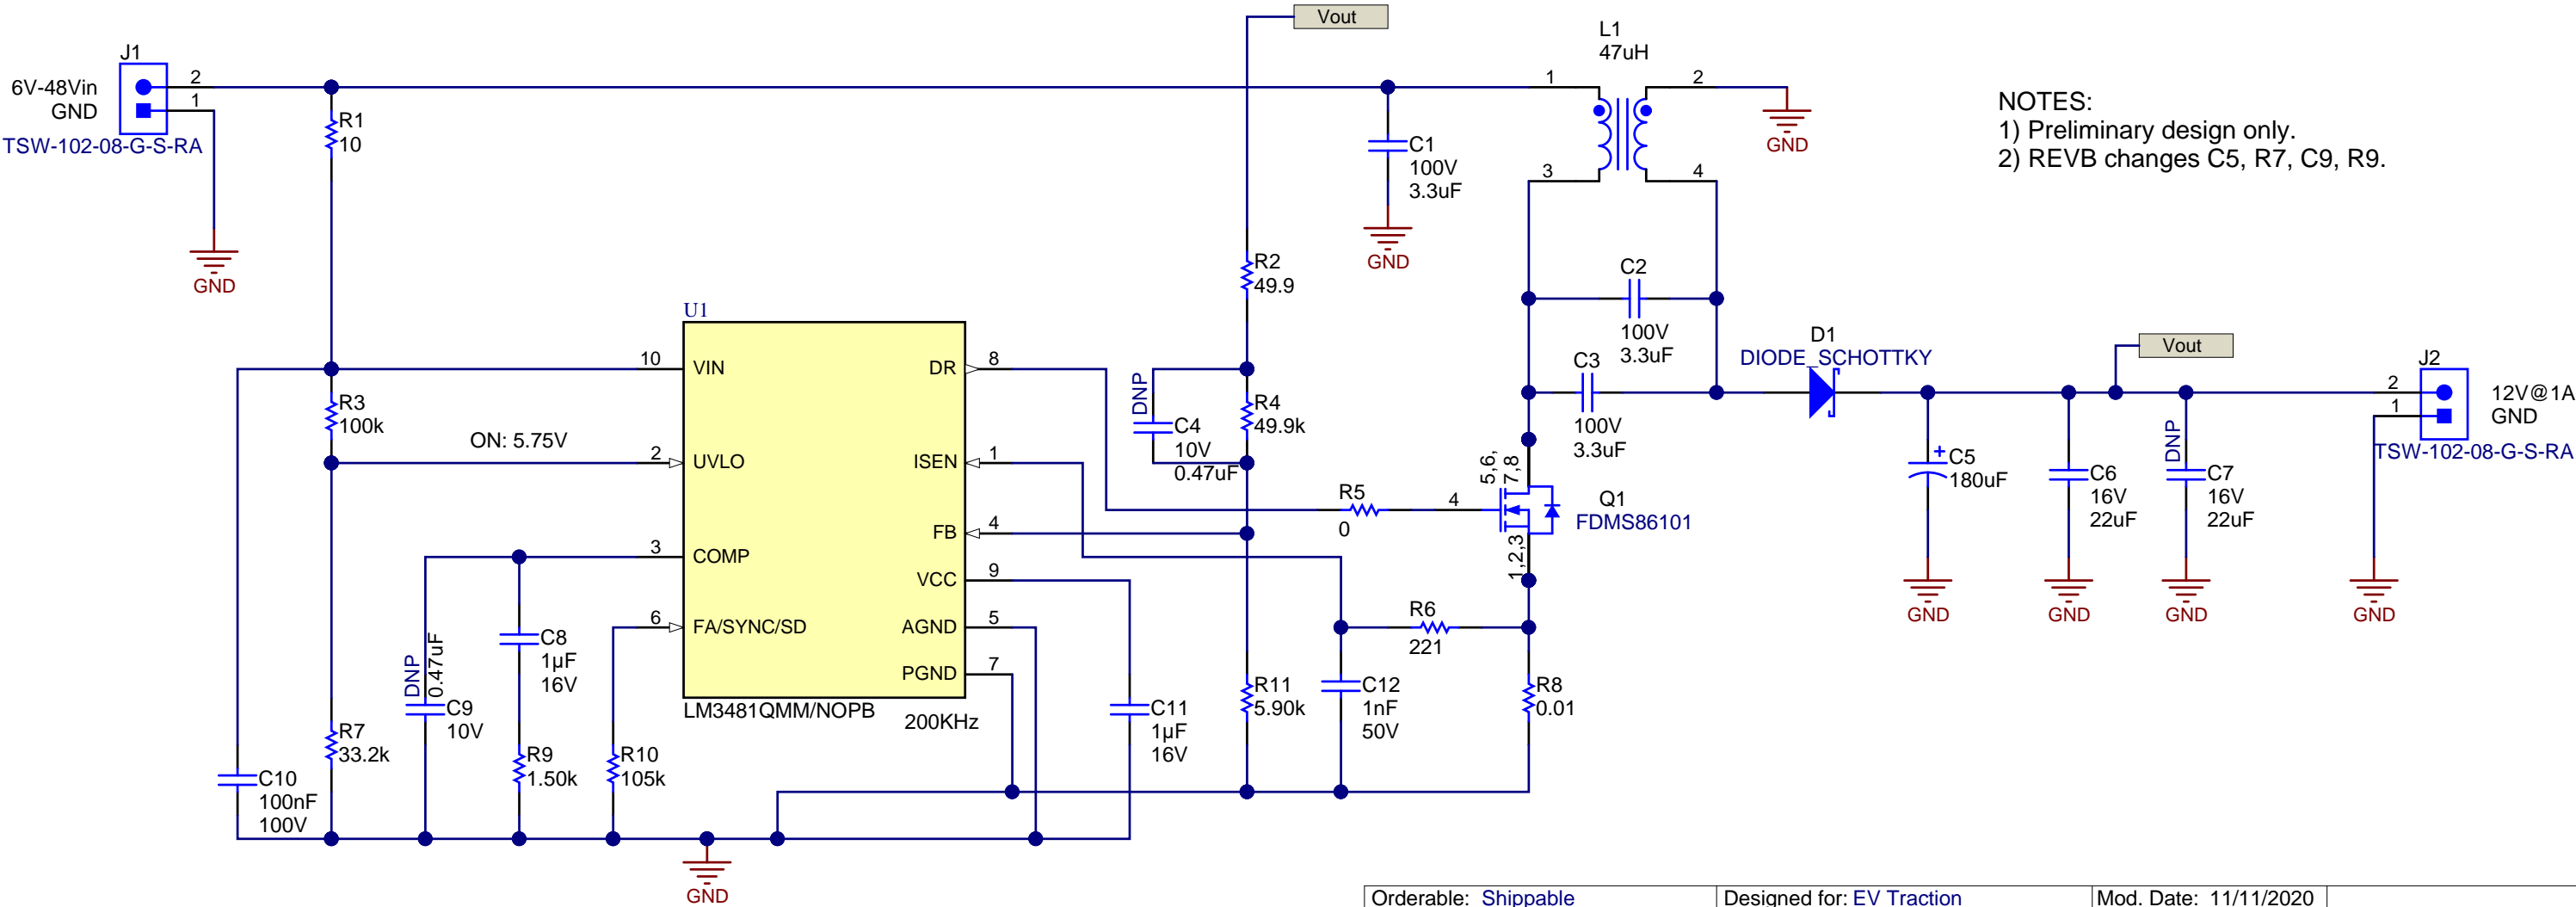 Vout
J1
6V-48Vin
GND
2
1
TSW-102-08-G-S-RA
GND
R1
10
L1
47uH
1
2
3
4
GND
C1
100V
3.3uF
GND
NOTES:
1) Preliminary design only.
2) REVB changes C5, R7, C9, R9.
R2
49.9
C2
100V
3.3uF
C3
100V
3.3uF
D1
DIODE_SCHOTTKY
Vout
J2
2
1
12V@1A
GND
TSW-102-08-G-S-RA
U1
10
VIN
DR
8
2
UVLO
ISEN
1
FB
4
3
COMP
VCC
9
6
FA/SYNC/SD
AGND
5
PGND
7
LM3481QMM/NOPB
200KHz
R3
100k
ON: 5.75V
DNP
C4
10V
0.47uF
R4
49.9k
R5
0
4
5,6,
7,8
1,2,3
Q1
FDMS86101
C5
+
180uF
GND
C6
16V
22uF
GND
DNP
C7
16V
22uF
GND
GND
R6
221
R8
0.01
C12
1nF
50V
R11
5.90k
C11
1µF
16V
DNP
0.47uF
C9
10V
C8
1µF
16V
R9
1.50k
R10
105k
R7
33.2k
C10
100nF
100V
GND
Orderable: Shippable
Designed for: EV Traction
Mod. Date: 11/11/2020